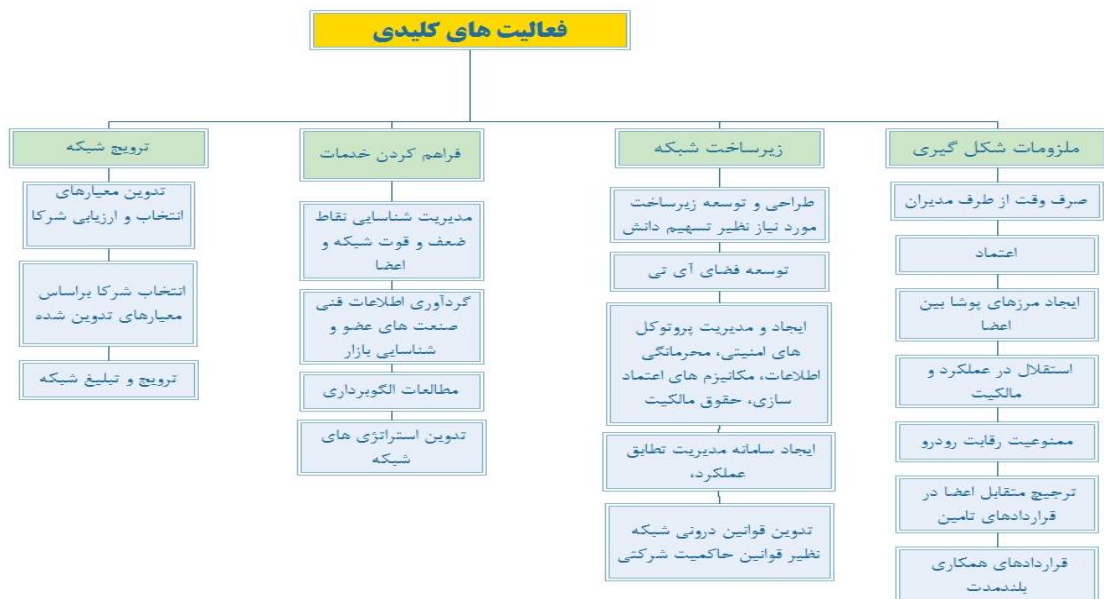 فعالیت های کلیدی
ملزومات شکل گیری
صرف وقت از طرف مدیران
اعتماد
ایجاد مرزهای پوشا بین
اعضا
استقلال در عملکرد و
مالکیت
ممنوعیت رقابت رودرو
ترجیح متقابل اعضا در
قراردادهای تامین
قراردادهای همکاری
بلندمدت
زیرساخت شبکه
طراحی و توسعه زیرساخت
مورد نیاز نظیر تسهیم دانش
توسعه فضای آی تی
ایجاد و مدیریت پروتوکل
های امنیتی، محرمانگی
اطلاعات، مکانیزم های اعتماد
سازی، حقوق مالکیت
ایجاد سامانه مدیریت تطابق
عملکرد،
تدوین قوانین درونی شبکه
نظیر قوانین حاکمیت شرکتی
فراهم کردن خدمات
مدیریت شناسایی نقاط
ضعف و قوت شبکه و
اعضا
گردآوری اطلاعات فنی
صنعت های عضو و
شناسایی بازار
مطالعات الگوبرداری
تدوین استراتژی های
شبکه
ترویج شبکه
تدوین معیارهای
انتخاب و ارزیابی شرکا
انتخاب شرکا براساس
معیارهای تدوین شده
ترویج و تبلیغ شبکه